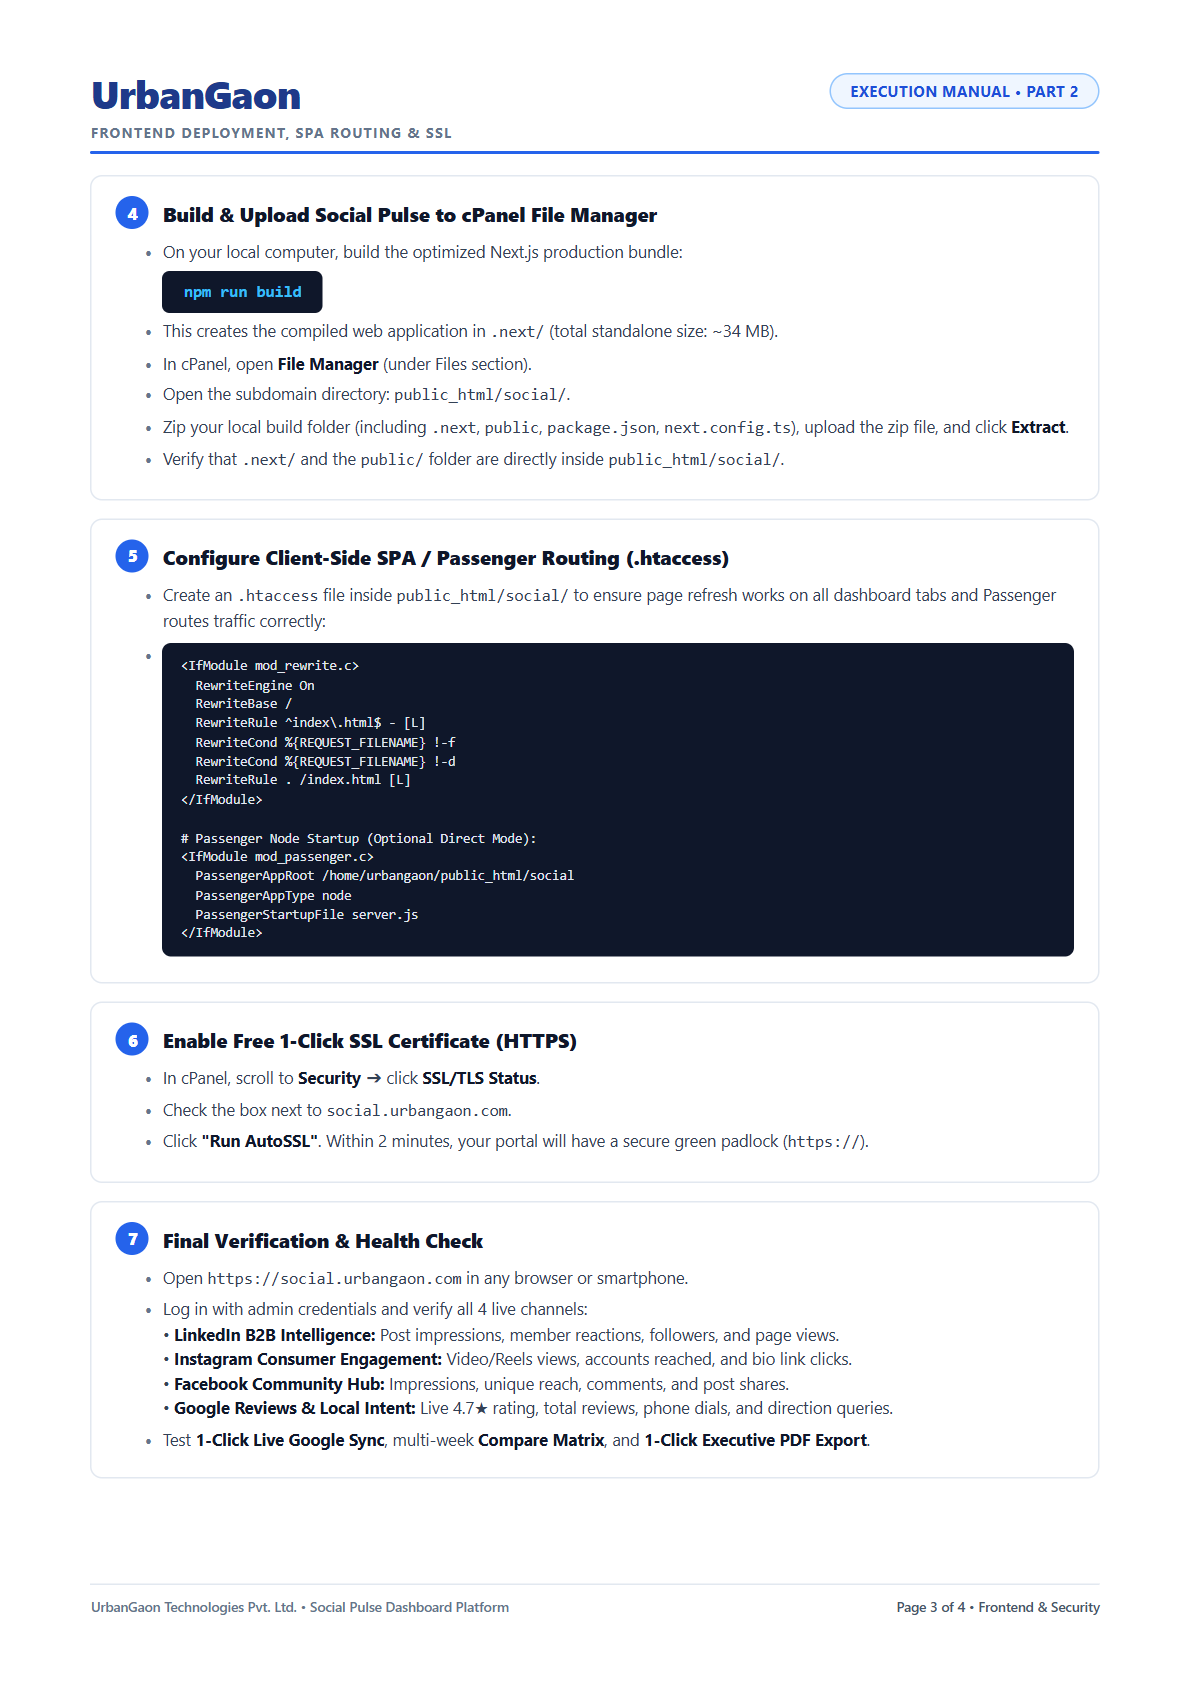 UrbanGaon
EXECUTION MANUAL • PART 2
FRONTEND DEPLOYMENT, SPA ROUTING & SSL
4 Build & Upload Social Pulse to cPanel File Manager
• On your local computer, build the optimized Next.js production bundle:
npm run build
• This creates the compiled web application in .next/ (total standalone size: ~34 MB).
• In cPanel, open File Manager (under Files section).
• Open the subdomain directory: public_html/social/.
• Zip your local build folder (including .next, public, package.json, next.config.ts), upload the zip file, and click Extract.
• Verify that .next/ and the public/ folder are directly inside public_html/social/.
5 Configure Client-Side SPA / Passenger Routing (.htaccess)
• Create an .htaccess file inside public_html/social/ to ensure page refresh works on all dashboard tabs and Passenger
routes traffic correctly:
• <IfModule mod_rewrite.c>
RewriteEngine On
RewriteBase /
RewriteRule ^index\.html$ - [L]
RewriteCond %{REQUEST_FILENAME} !-f
RewriteCond %{REQUEST_FILENAME} !-d
RewriteRule . /index.html [L]
</IfModule>
# Passenger Node Startup (Optional Direct Mode):
<IfModule mod_passenger.c>
PassengerAppRoot /home/urbangaon/public_html/social
PassengerAppType node
PassengerStartupFile server.js
</IfModule>
6 Enable Free 1-Click SSL Certificate (HTTPS)
• In cPanel, scroll to Security ➔ click SSL/TLS Status.
• Check the box next to social.urbangaon.com.
• Click "Run AutoSSL". Within 2 minutes, your portal will have a secure green padlock (https://).
7 Final Verification & Health Check
• Open https://social.urbangaon.com in any browser or smartphone.
• Log in with admin credentials and verify all 4 live channels:
• LinkedIn B2B Intelligence: Post impressions, member reactions, followers, and page views.
• Instagram Consumer Engagement: Video/Reels views, accounts reached, and bio link clicks.
• Facebook Community Hub: Impressions, unique reach, comments, and post shares.
• Google Reviews & Local Intent: Live 4.7★ rating, total reviews, phone dials, and direction queries.
• Test 1-Click Live Google Sync, multi-week Compare Matrix, and 1-Click Executive PDF Export.
UrbanGaon Technologies Pvt. Ltd. • Social Pulse Dashboard Platform
Page 3 of 4 • Frontend & Security